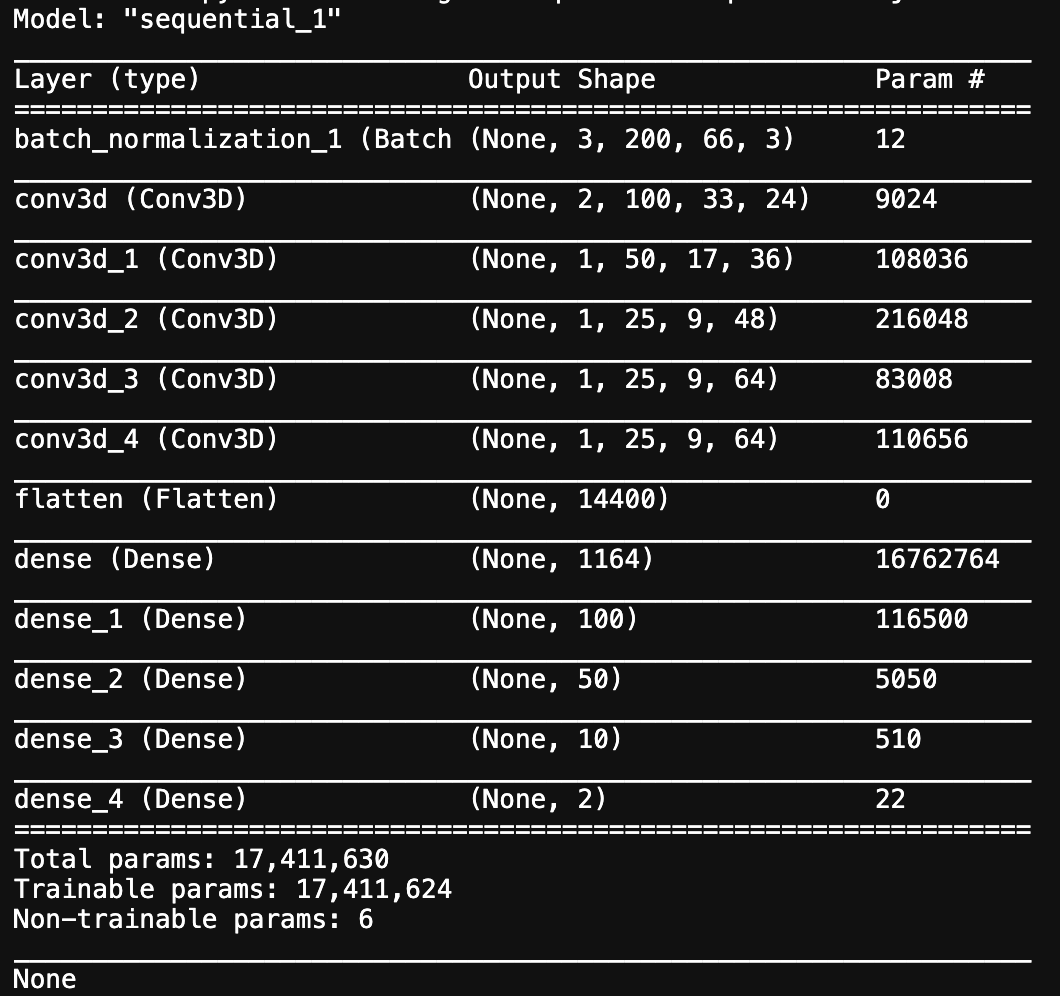 Model: "sequential_1"
Layer (type) Output Shape Param #
=================================================================
batch_normalization_1 (Batch (None, 3, 200, 66, 3) 12
conv3d (Conv3D) (None, 2, 100, 33, 24) 9024
conv3d_1 (Conv3D) (None, 1, 50, 17, 36) 108036
conv3d_2 (Conv3D) (None, 1, 25, 9, 48) 216048
conv3d_3 (Conv3D) (None, 1, 25, 9, 64) 83008
conv3d_4 (Conv3D) (None, 1, 25, 9, 64) 110656
flatten (Flatten) (None, 14400) 0
dense (Dense) (None, 1164) 16762764
dense_1 (Dense) (None, 100) 116500
dense_2 (Dense) (None, 50) 5050
dense_3 (Dense) (None, 10) 510
dense_4 (Dense) (None, 2) 22
=================================================================
Total params: 17,411,630
Trainable params: 17,411,624
Non-trainable params: 6
None